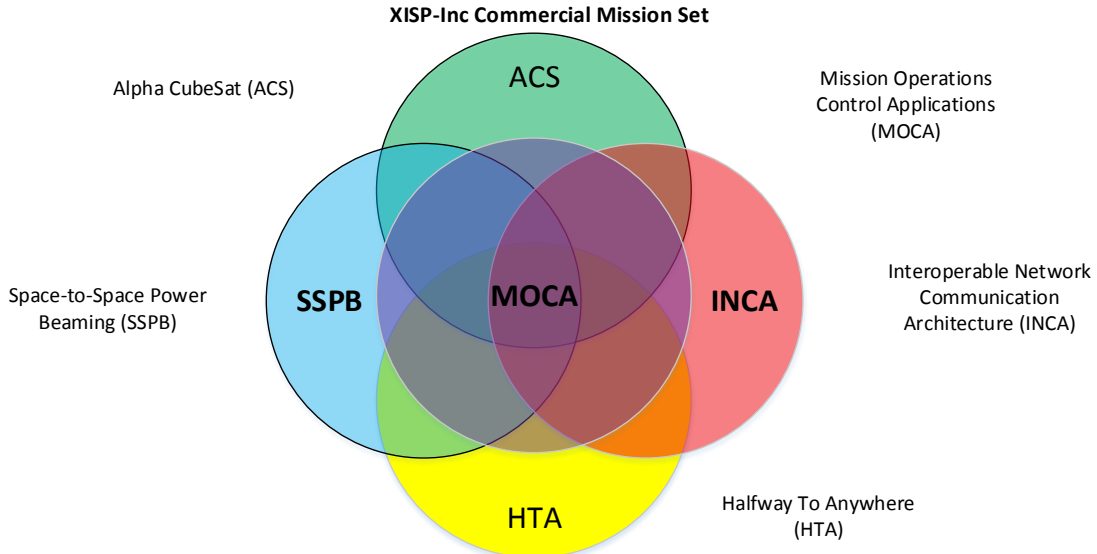 XISP-Inc Commercial Mission Set
ACS
Alpha CubeSat (ACS)
Mission Operations
Control Applications
(MOCA)
SSPB
MOCA
INCA
Space-to-Space Power
Beaming (SSPB)
Interoperable Network
Communication
Architecture (INCA)
HTA
Halfway To Anywhere
(HTA)